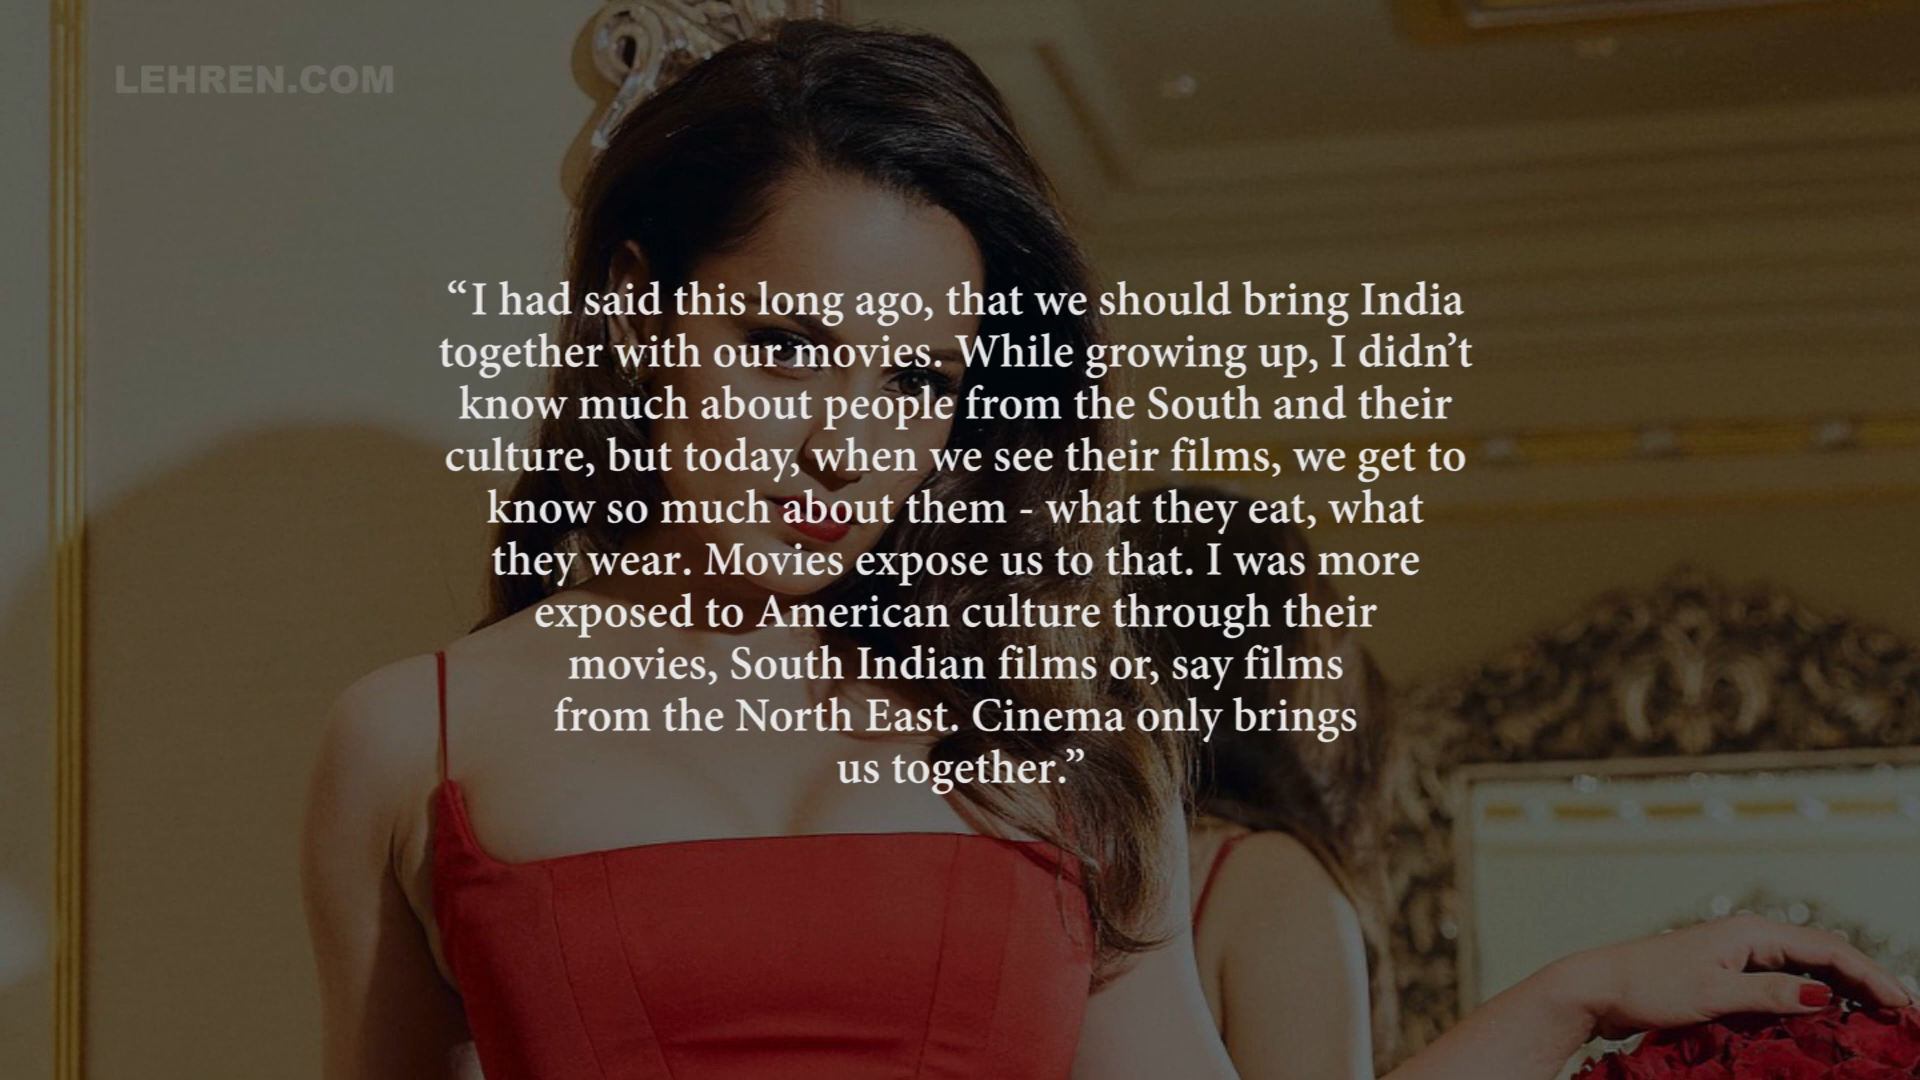 LEHREN.COM
“I had said this long ago, that we should bring India
together with our movies. While growing up, I didn’t
know much about people from the South and their
culture, but today, when we see their films, we get to
know so much about them - what they eat, what
they wear. Movies expose us to that. I was more
exposed to American culture through their
movies, South Indian films or, say films
from the North East. Cinema only brings
us together.”